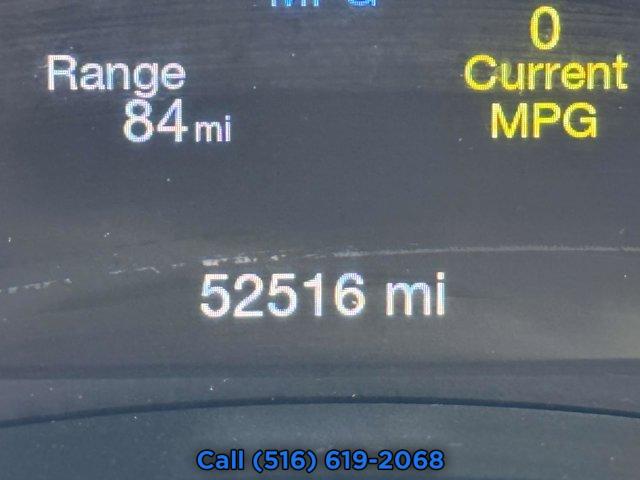 0
Range
Current
84 mi
MPG
52516 mi
Call (516) 619-2068